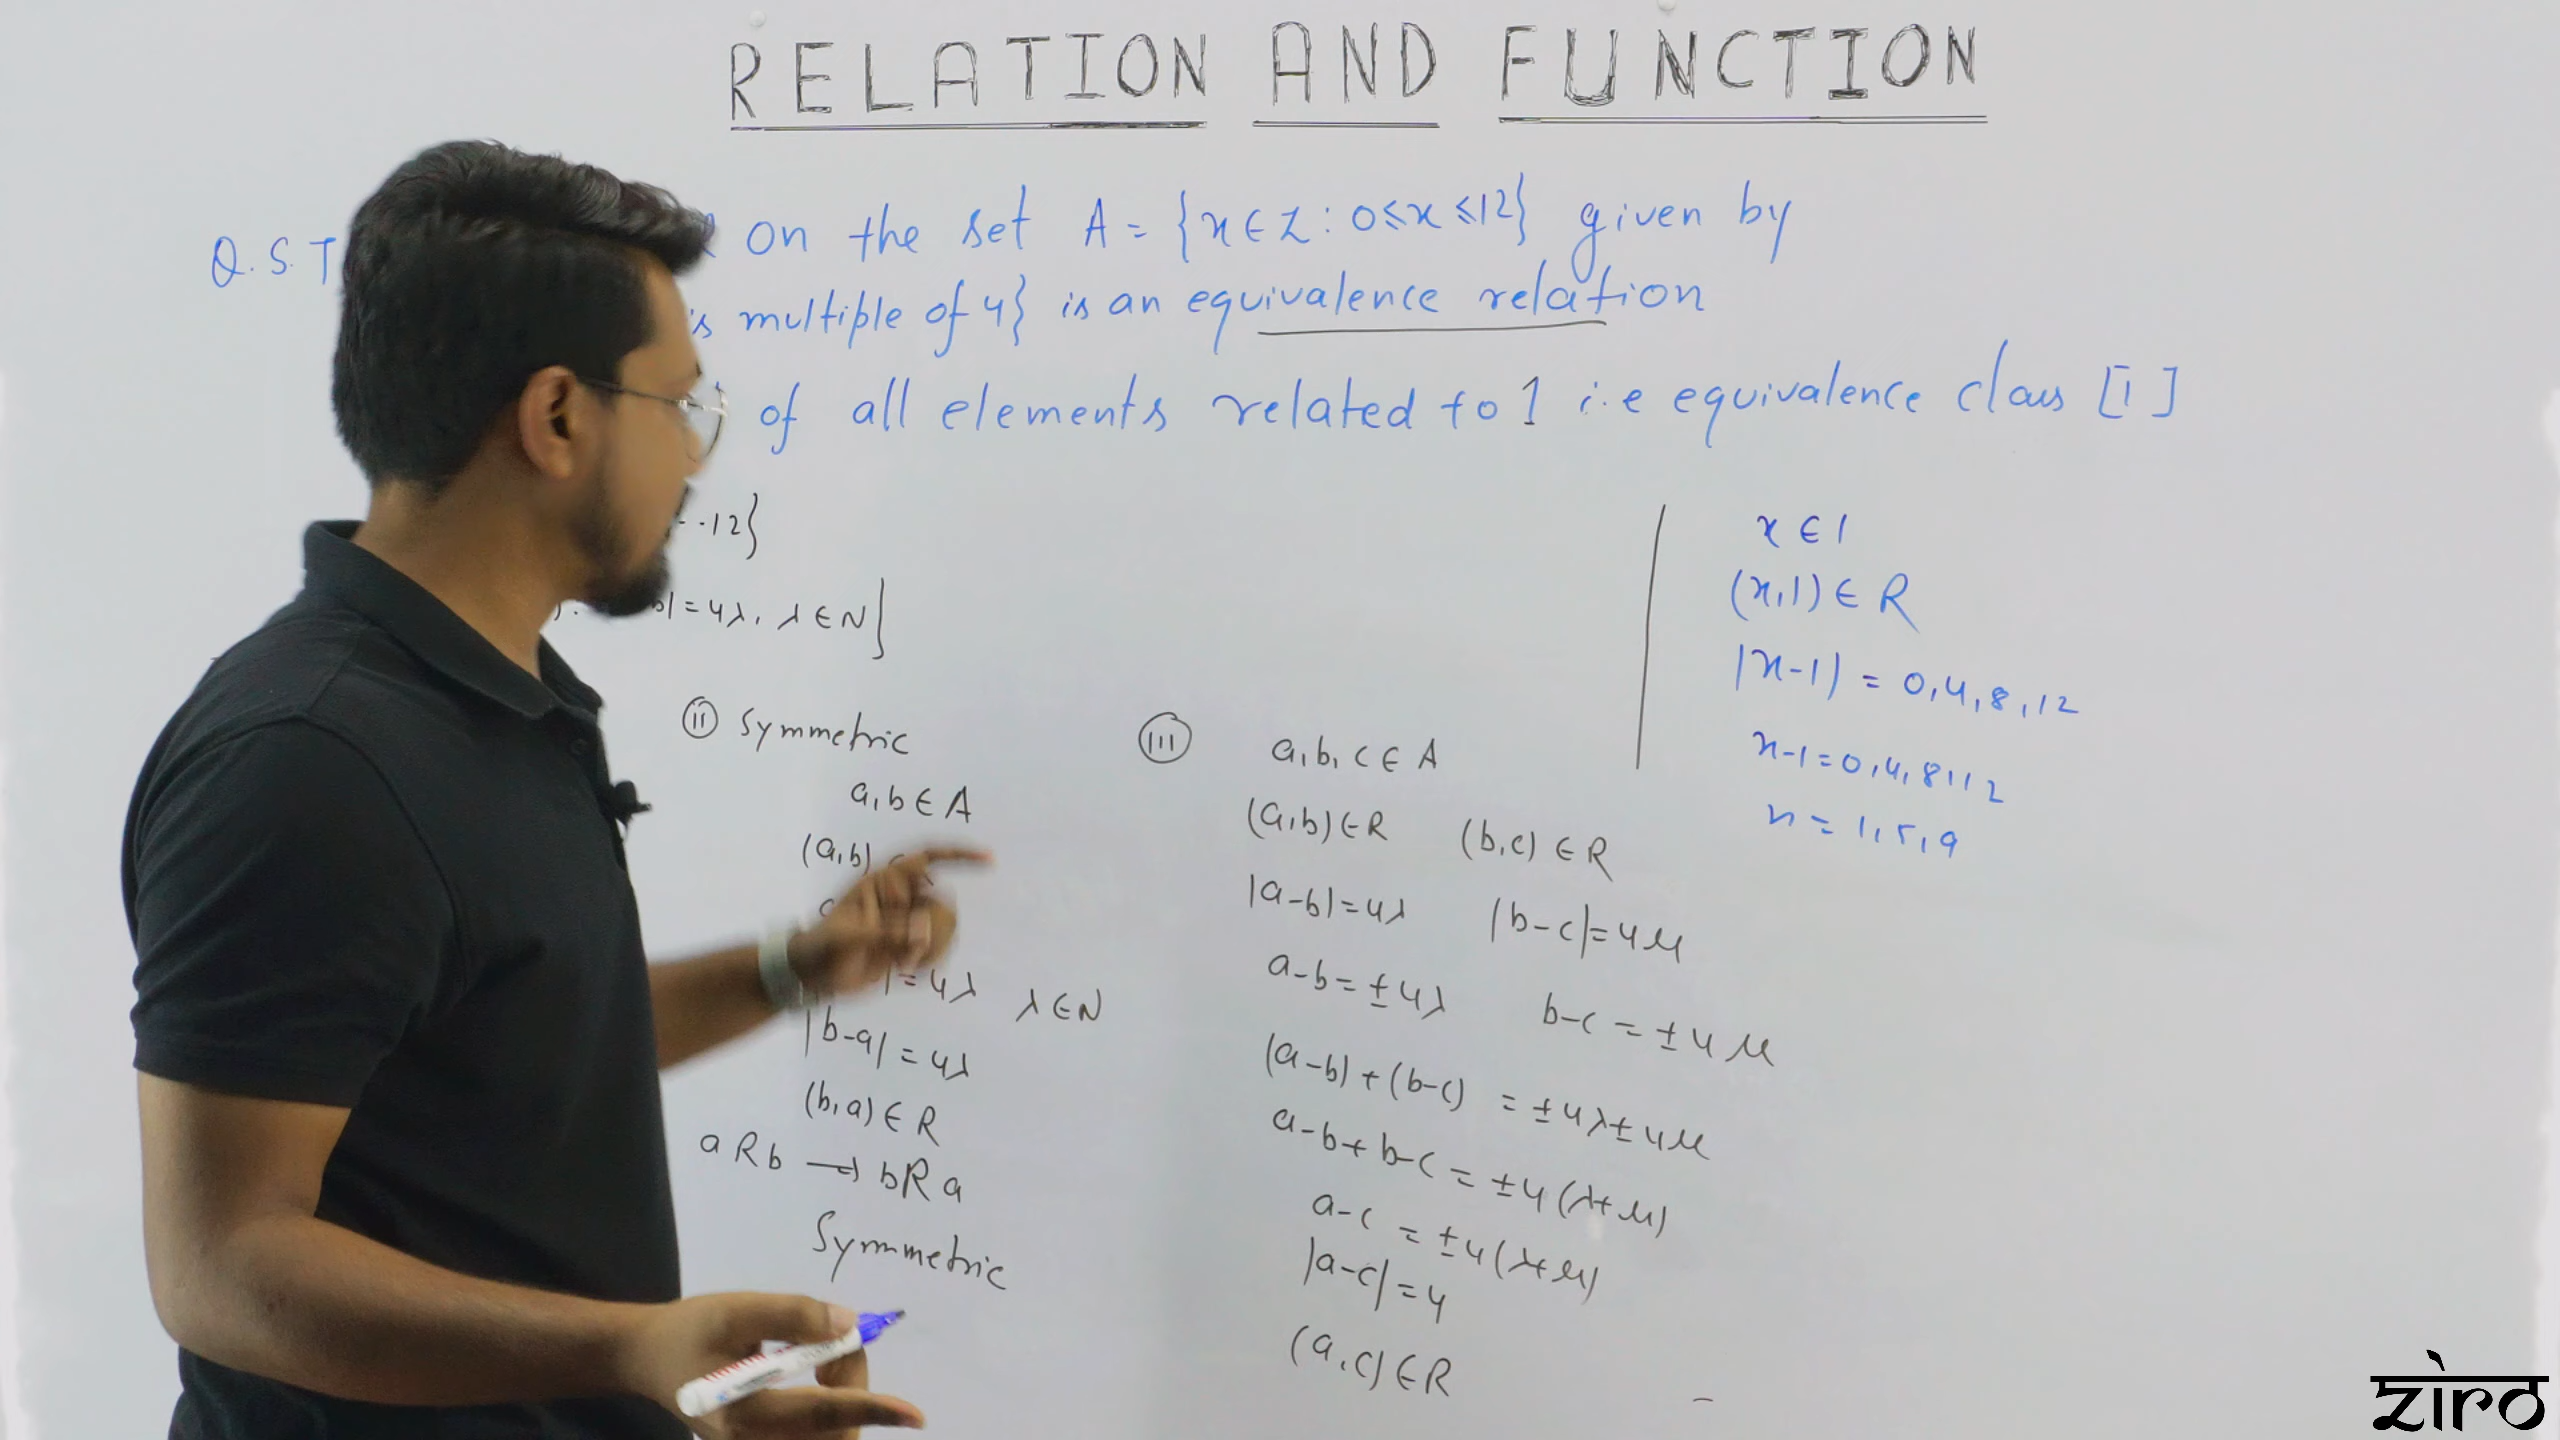 RELATION AND FUNCTION
Q. S.T on the set A = {x ∈ Z : 0 ≤ x ≤ 12} given by
is multiple of 4} is an equivalence relation
of all elements related to 1 i.e equivalence class [1]
--12}
b| = 4λ, λ ∈ N}
(ii) Symmetric
a, b ∈ A
(a,b)
| = 4λ λ ∈ N
|b-a| = 4λ
(b,a) ∈ R
a R b → b R a
Symmetric
(iii) a, b, c ∈ A
(a,b) ∈ R (b,c) ∈ R
|a-b| = 4λ |b-c| = 4μ
a-b = ±4λ b-c = ±4μ
(a-b) + (b-c) = ±4λ±4μ
a-b+b-c = ±4(λ+μ)
a-c = ±4(λ+μ)
|a-c| = 4
(a,c) ∈ R
x ∈ 1
(x,1) ∈ R
|x-1| = 0,4,8,12
x-1 = 0,4,8,12
x = 1,5,9
ziro